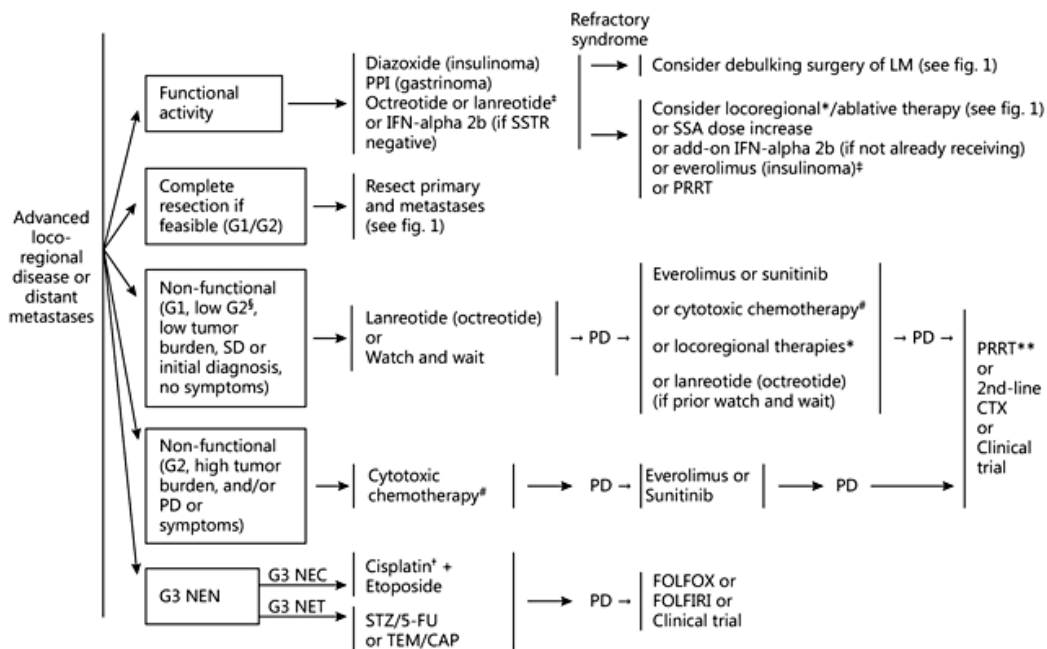 Refractory
syndrome
Advanced
loco-
regional
disease or
distant
metastases
Functional
activity
Diazoxide (insulinoma)
PPI (gastrinoma)
Octreotide or lanreotide‡
or IFN-alpha 2b (if SSTR
negative)
Consider debulking surgery of LM (see fig. 1)
Consider locoregional*/ablative therapy (see fig. 1)
or SSA dose increase
or add-on IFN-alpha 2b (if not already receiving)
or everolimus (insulinoma)‡
or PRRT
Complete
resection if
feasible (G1/G2)
Resect primary
and metastases
(see fig. 1)
Non-functional
(G1, low G2§,
low tumor
burden, SD or
initial diagnosis,
no symptoms)
Lanreotide (octreotide)
or
Watch and wait
→ PD →
Everolimus or sunitinib
or cytotoxic chemotherapy#
or locoregional therapies*
or lanreotide (octreotide)
(if prior watch and wait)
→ PD →
PRRT**
or
2nd-line
CTX
or
Clinical
trial
Non-functional
(G2, high tumor
burden, and/or
PD or
symptoms)
Cytotoxic
chemotherapy#
PD →
Everolimus or
Sunitinib
PD
G3 NEN
G3 NEC
Cisplatin† +
Etoposide
G3 NET
STZ/5-FU
or TEM/CAP
PD →
FOLFOX or
FOLFIRI or
Clinical trial